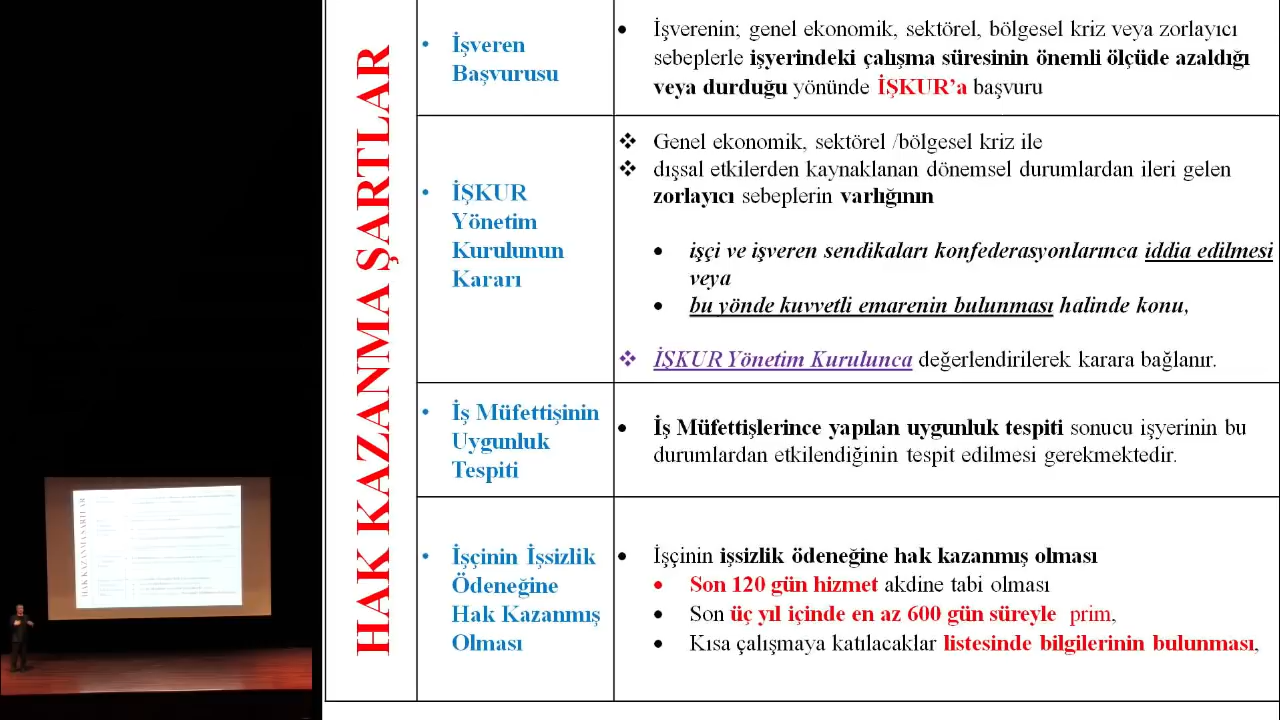 HAK KAZANMA ŞARTLAR
• İşveren
Başvurusu
• İşverenin; genel ekonomik, sektörel, bölgesel kriz veya zorlayıcı
sebeplerle işyerindeki çalışma süresinin önemli ölçüde azaldığı
veya durduğu yönünde İŞKUR’a başvuru
• İŞKUR
Yönetim
Kurulunun
Kararı
❖ Genel ekonomik, sektörel /bölgesel kriz ile
❖ dışsal etkilerden kaynaklanan dönemsel durumlardan ileri gelen
zorlayıcı sebeplerin varlığının
• işçi ve işveren sendikaları konfederasyonlarınca iddia edilmesi
veya
• bu yönde kuvvetli emarenin bulunması halinde konu,
❖ İŞKUR Yönetim Kurulunca değerlendirilerek karara bağlanır.
• İş Müfettişinin
Uygunluk
Tespiti
• İş Müfettişlerince yapılan uygunluk tespiti sonucu işyerinin bu
durumlardan etkilendiğinin tespit edilmesi gerekmektedir.
• İşçinin İşsizlik
Ödeneğine
Hak Kazanmış
Olması
• İşçinin işsizlik ödeneğine hak kazanmış olması
• Son 120 gün hizmet akdine tabi olması
• Son üç yıl içinde en az 600 gün süreyle prim,
• Kısa çalışmaya katılacaklar listesinde bilgilerinin bulunması,
HAK KAZANMA ŞARTLAR